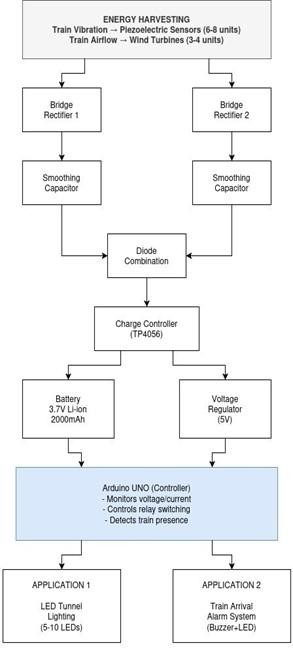 ENERGY HARVESTING
Train Vibration → Piezoelectric Sensors (6-8 units)
Train Airflow → Wind Turbines (3-4 units)
Bridge
Rectifier 1
Bridge
Rectifier 2
Smoothing
Capacitor
Smoothing
Capacitor
Diode
Combination
Charge Controller
(TP4056)
Battery
3.7V Li-ion
2000mAh
Voltage
Regulator
(5V)
Arduino UNO (Controller)
- Monitors voltage/current
- Controls relay switching
- Detects train presence
APPLICATION 1
LED Tunnel
Lighting
(5-10 LEDs)
APPLICATION 2
Train Arrival
Alarm System
(Buzzer+LED)